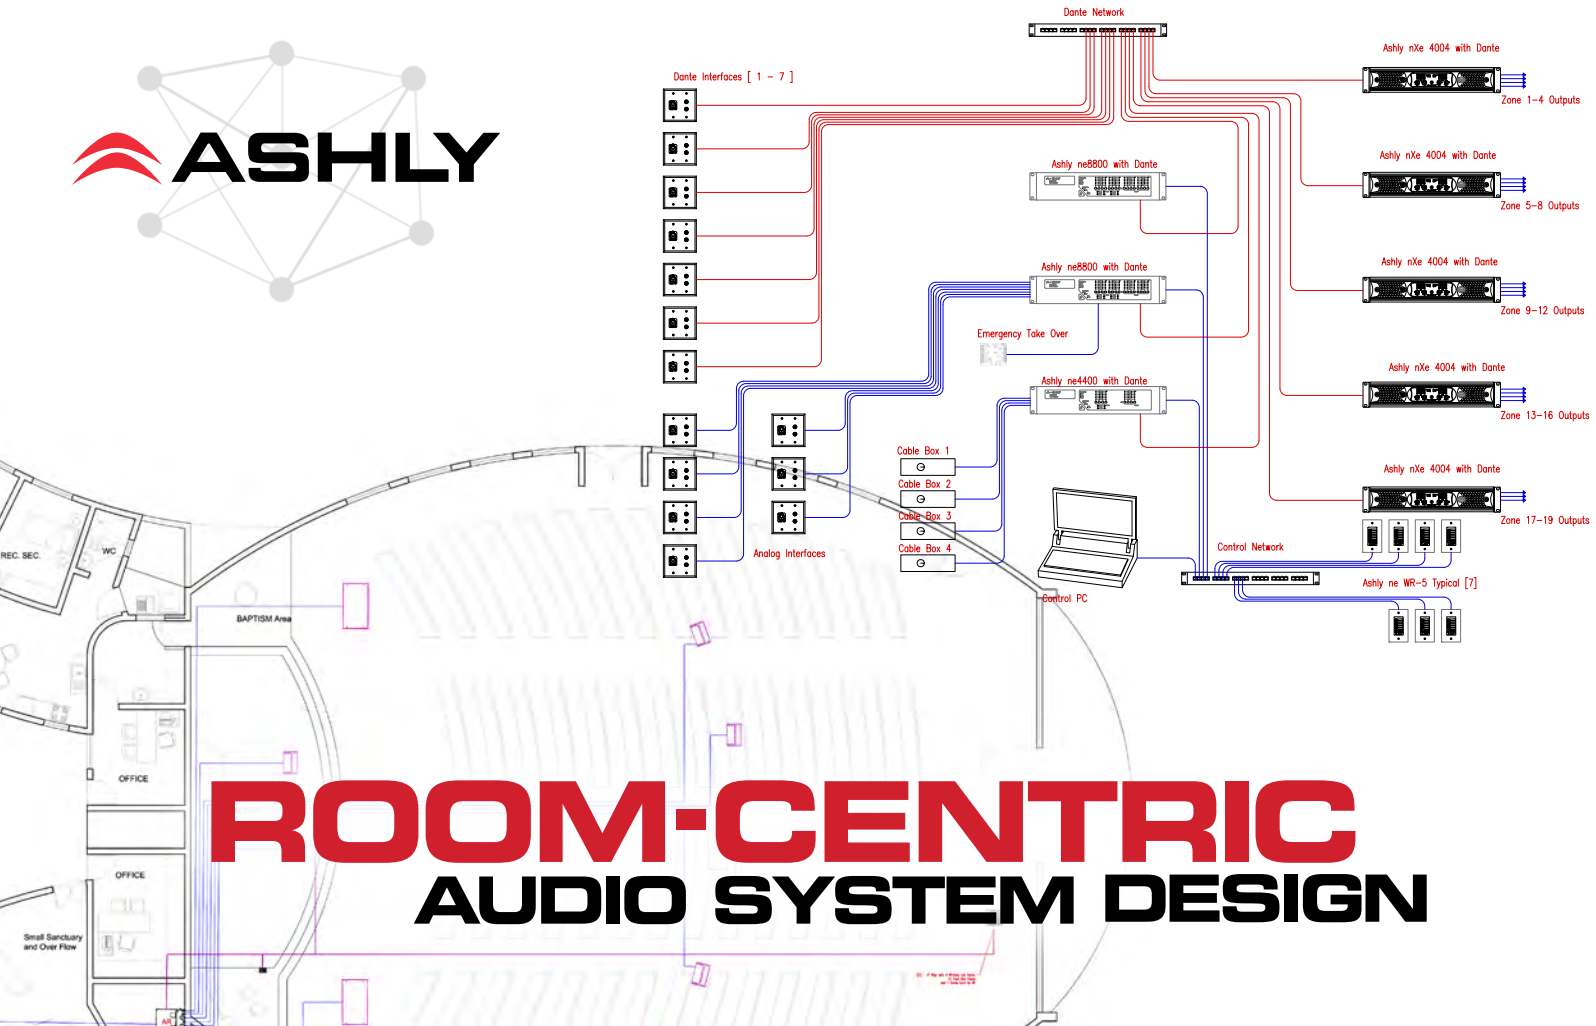 Dante Network
Ashly nXe 4004 with Dante
Zone 1-4 Outputs
Dante Interfaces [ 1 - 7 ]
ASHLY
Ashly ne8800 with Dante
Ashly nXe 4004 with Dante
Zone 5-8 Outputs
Ashly ne8800 with Dante
Ashly nXe 4004 with Dante
Zone 9-12 Outputs
Emergency Take Over
Ashly ne4400 with Dante
Ashly nXe 4004 with Dante
Zone 13-16 Outputs
Cable Box 1
Cable Box 2
Cable Box 3
Cable Box 4
Analog Interfaces
Ashly nXe 4004 with Dante
Zone 17-19 Outputs
Control Network
Ashly ne WR-5 Typical [7]
Control PC
REC. SEC.
WC
BAPTISM Area
OFFICE
ROOM-CENTRIC
AUDIO SYSTEM DESIGN
OFFICE
Small Sanctuary
and Over Flow
AR